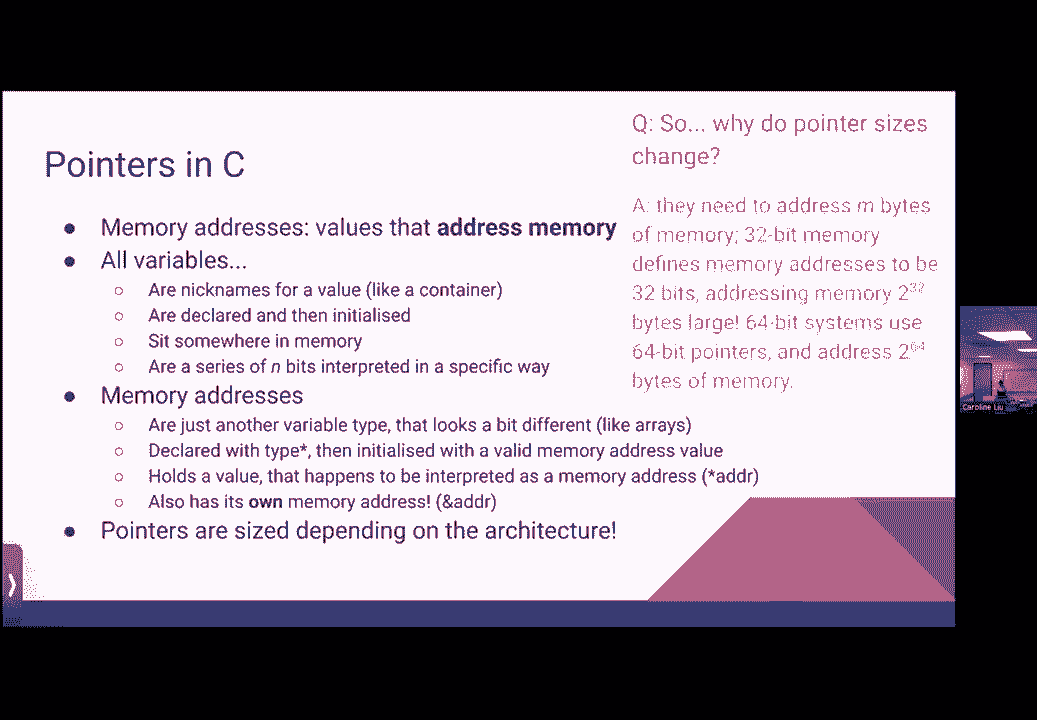 Pointers in C
● Memory addresses: values that address memory
● All variables...
○ Are nicknames for a value (like a container)
○ Are declared and then initialised
○ Sit somewhere in memory
○ Are a series of n bits interpreted in a specific way
● Memory addresses
○ Are just another variable type, that looks a bit different (like arrays)
○ Declared with type*, then initialised with a valid memory address value
○ Holds a value, that happens to be interpreted as a memory address (*addr)
○ Also has its own memory address! (&addr)
● Pointers are sized depending on the architecture!
Q: So... why do pointer sizes
change?
A: they need to address m bytes
of memory; 32-bit memory
defines memory addresses to be
32 bits, addressing memory 2³²
bytes large! 64-bit systems use
64-bit pointers, and address 2⁶⁴
bytes of memory.
Caroline Liu